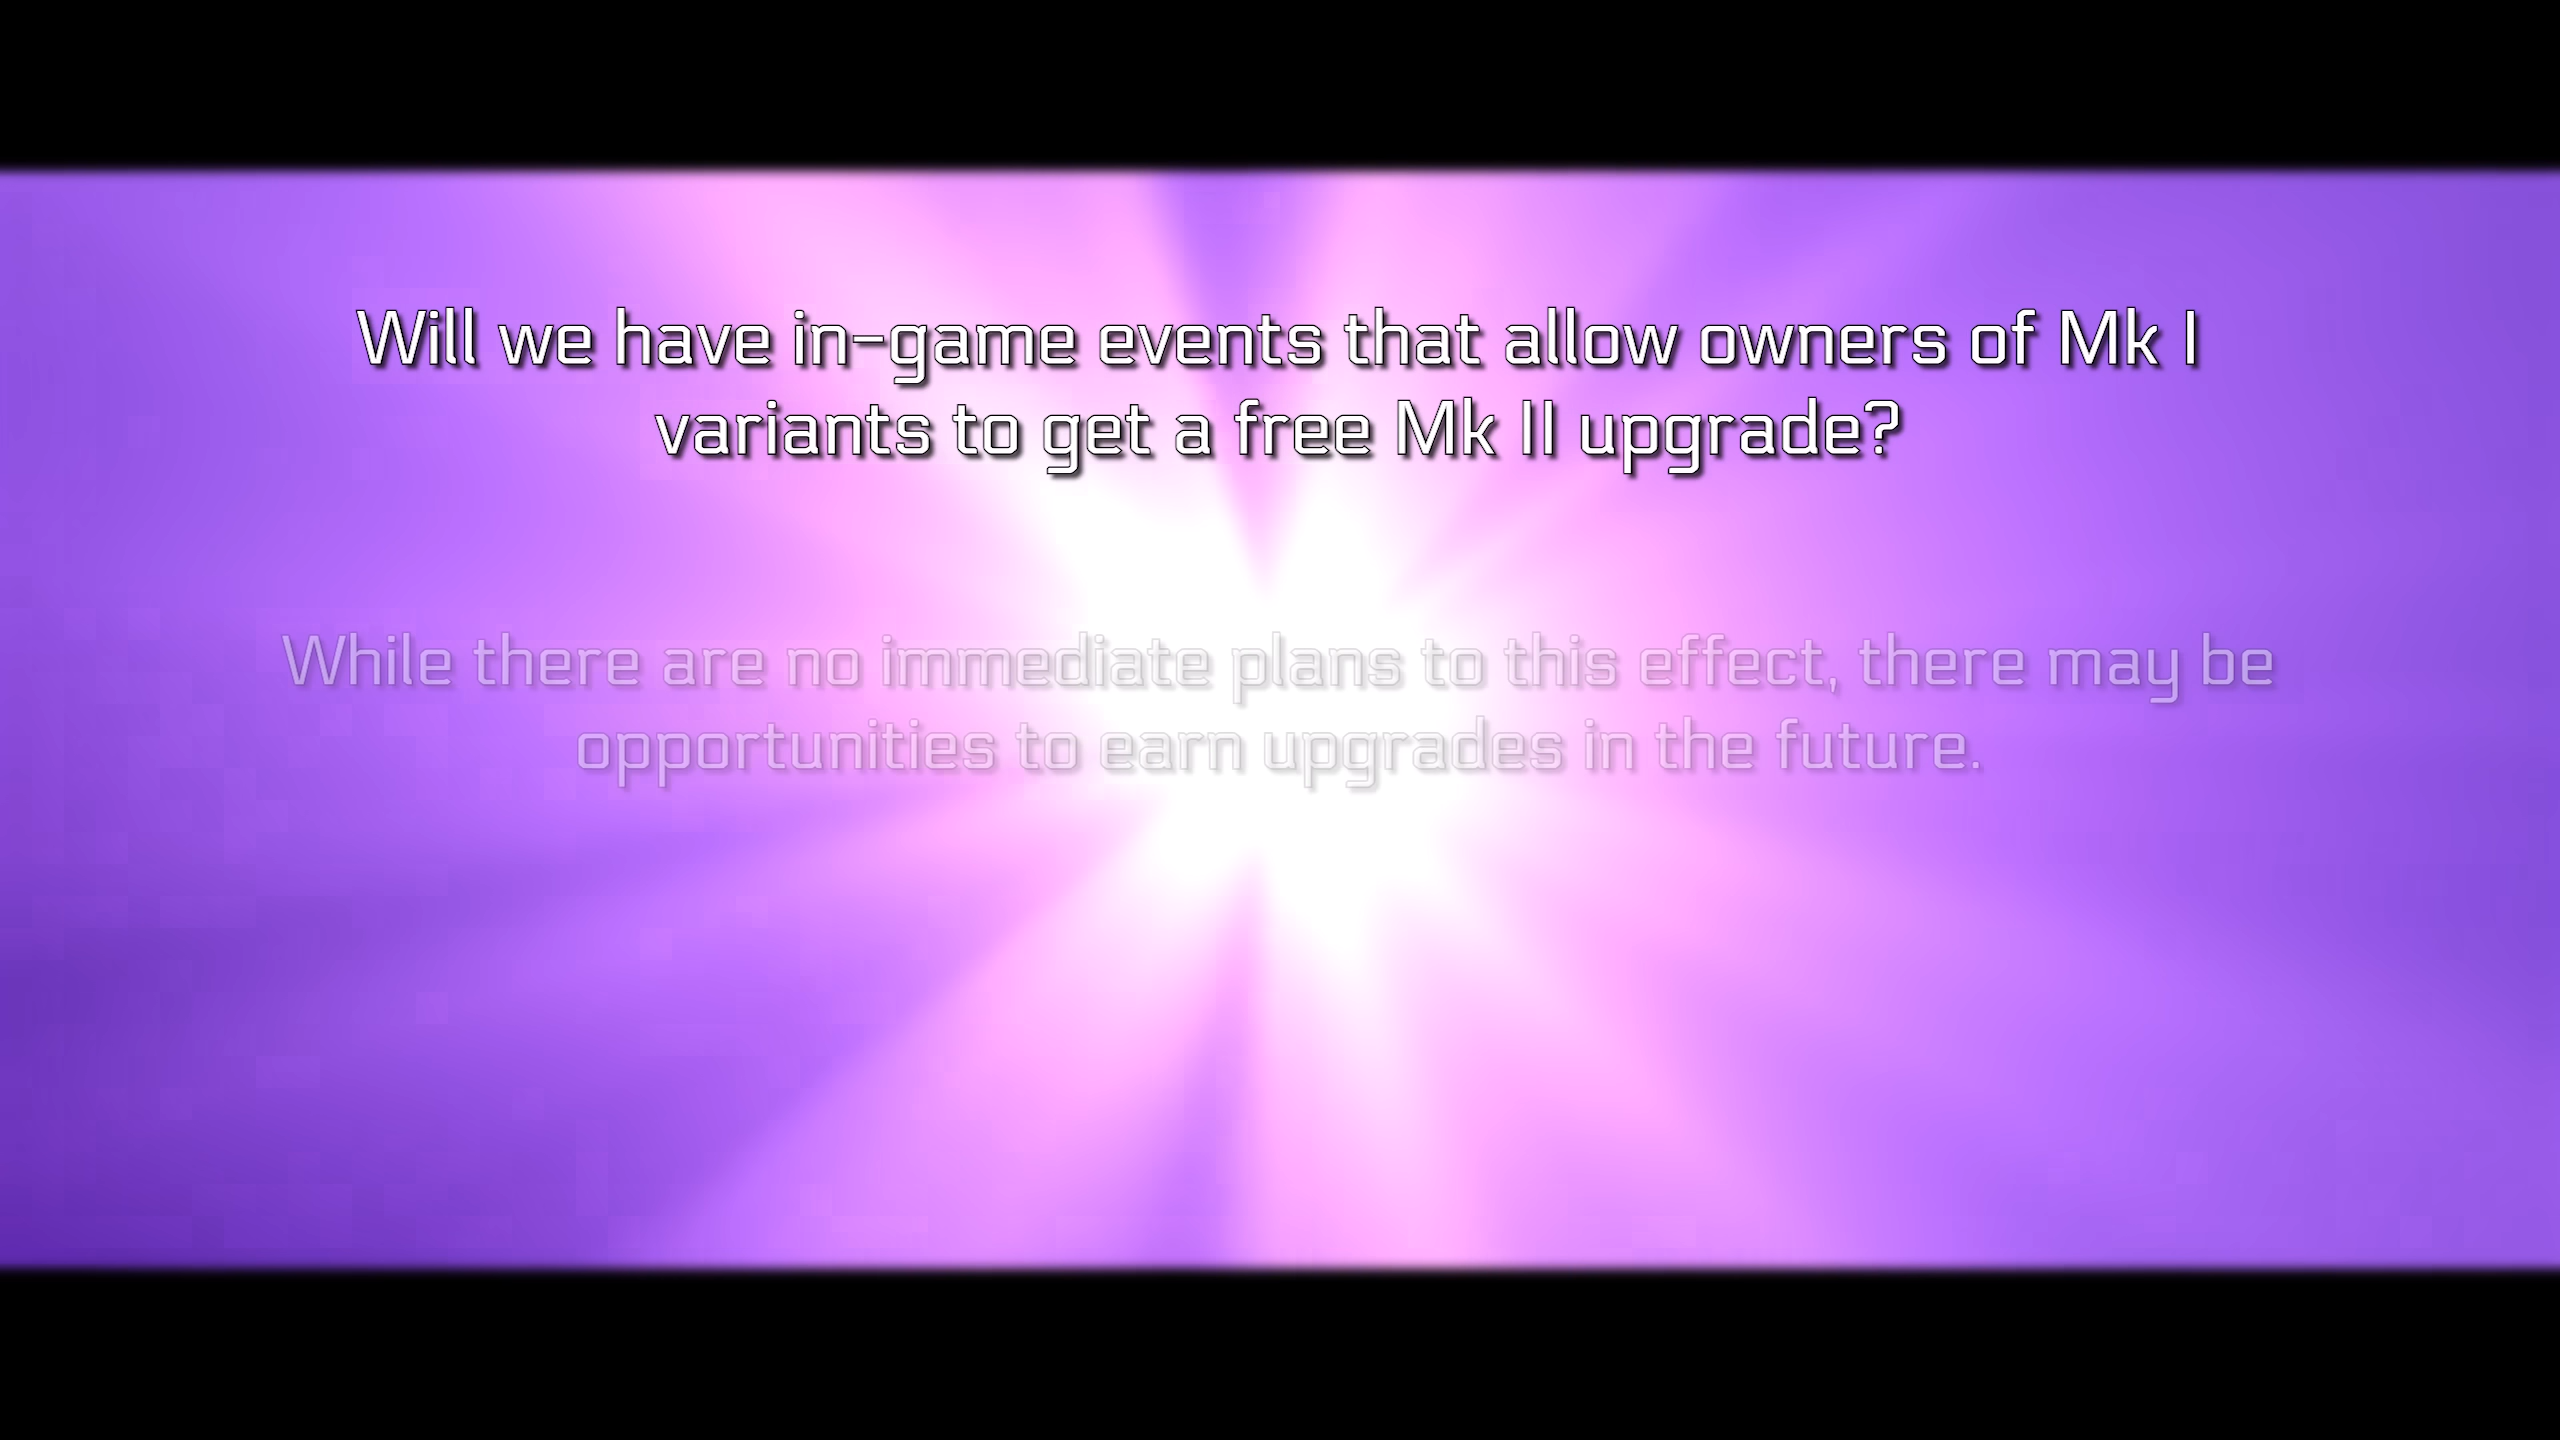 Will we have in-game events that allow owners of Mk I
variants to get a free Mk II upgrade?
While there are no immediate plans to this effect, there may be
opportunities to earn upgrades in the future.